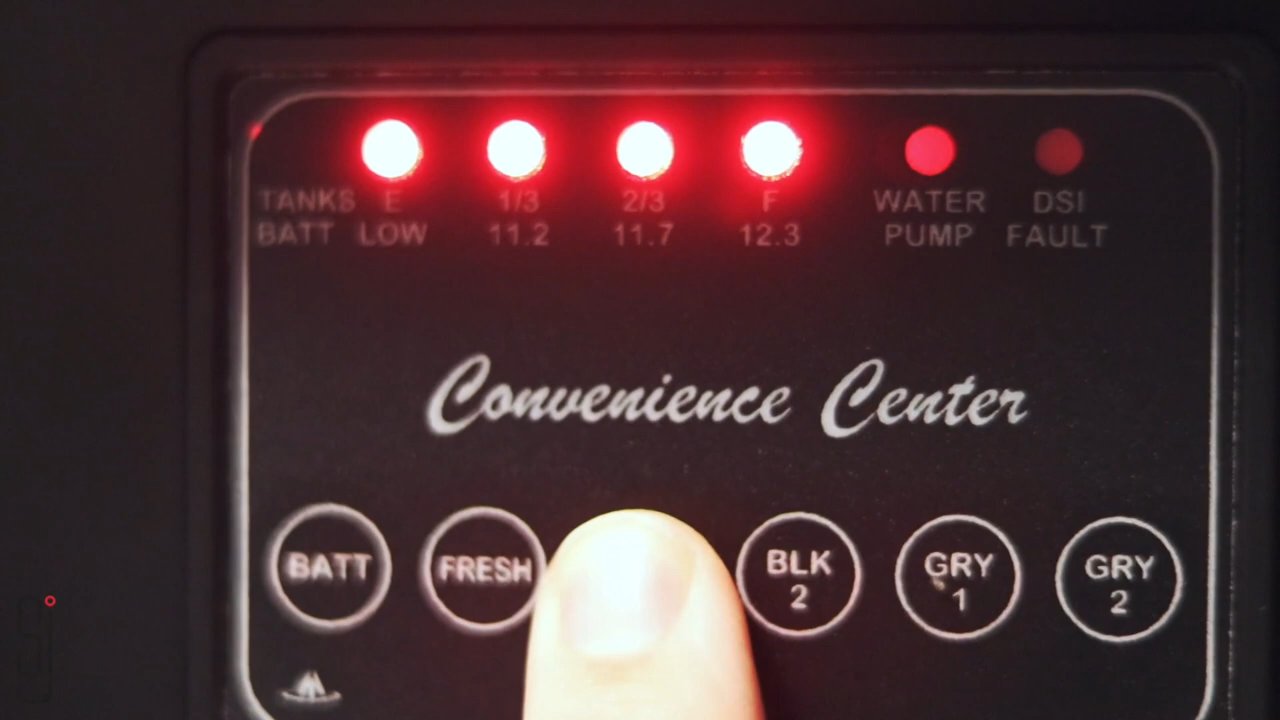 TANKS E 1/3 2/3 F WATER DSI
BATT LOW 11.2 11.7 12.3 PUMP FAULT
Convenience Center
BATT FRESH BLK GRY GRY
2 1 2